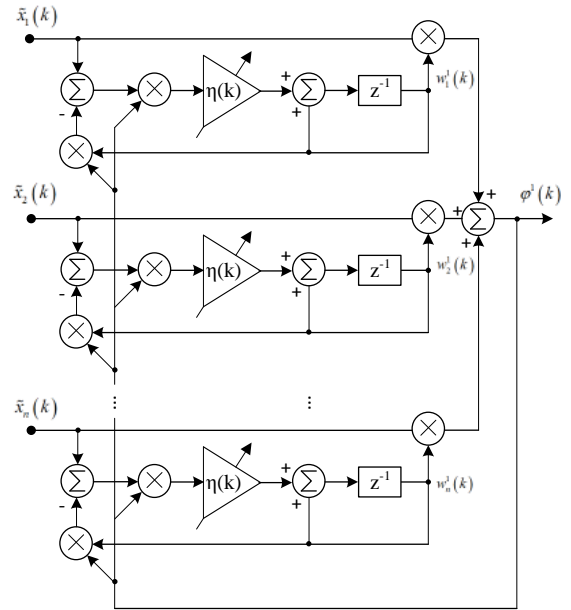 x̃₁(k)
Σ
-
η(k)
+
+
Σ
z⁻¹
w₁¹(k)
x̃₂(k)
+
+
+
Σ
φ¹(k)
Σ
-
η(k)
+
+
Σ
z⁻¹
w₂¹(k)
⋮
⋮
x̃ₙ(k)
Σ
-
η(k)
+
+
Σ
z⁻¹
wₙ¹(k)